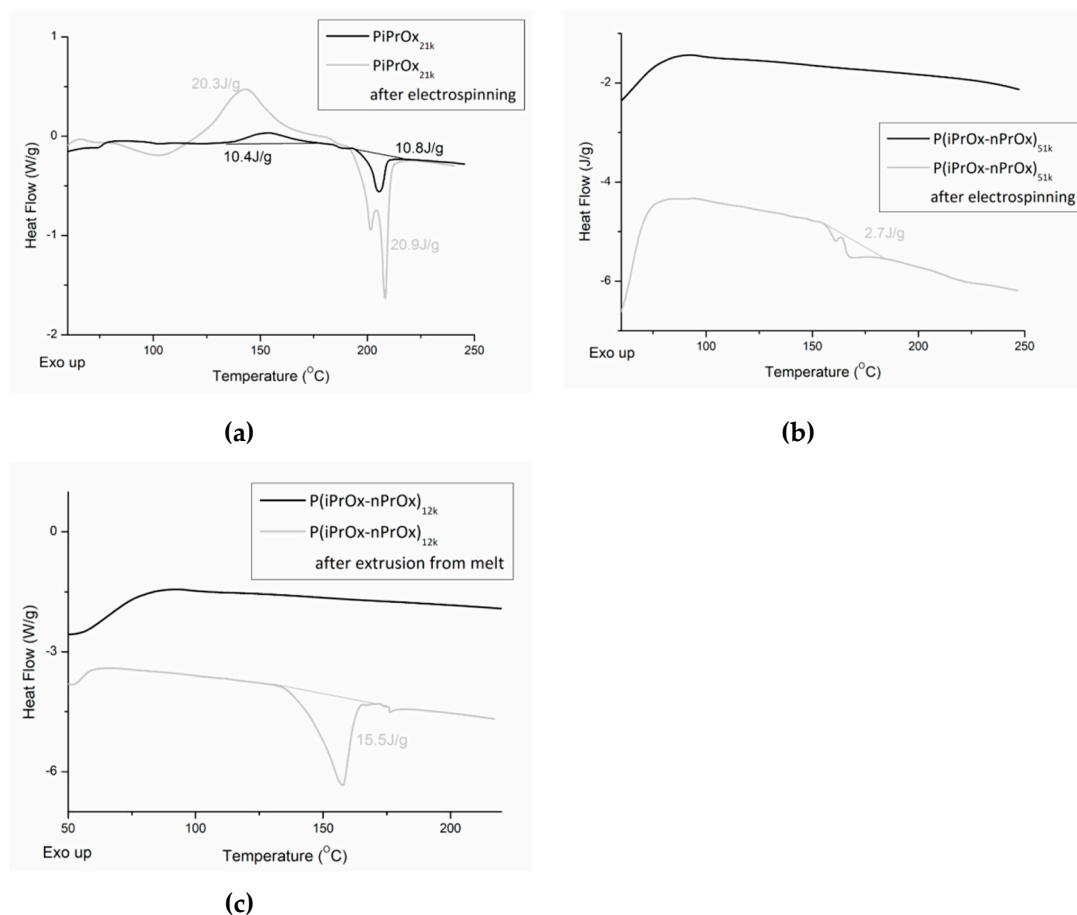 PiPrOx21k
PiPrOx21k
after electrospinning
20.3J/g
10.4J/g
10.8J/g
20.9J/g
Heat Flow (W/g)
1
0
-1
-2
100
150
200
250
Exo up
Temperature (°C)
(a)
P(iPrOx-nPrOx)51k
P(iPrOx-nPrOx)51k
after electrospinning
2.7J/g
Heat Flow (J/g)
-2
-4
-6
100
150
200
250
Exo up
Temperature (°C)
(b)
P(iPrOx-nPrOx)12k
P(iPrOx-nPrOx)12k
after extrusion from melt
15.5J/g
Heat Flow (W/g)
0
-3
-6
50
100
150
200
Exo up
Temperature (°C)
(c)